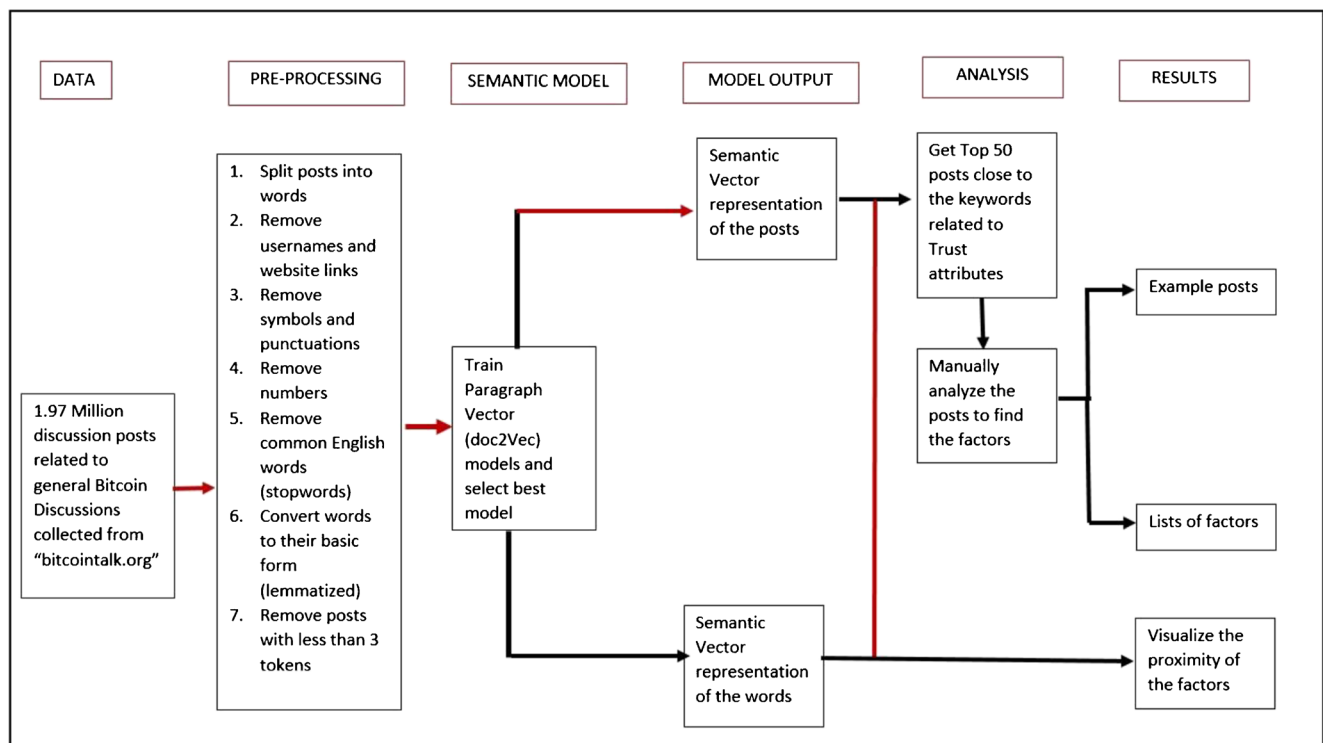 DATA
PRE-PROCESSING
SEMANTIC MODEL
MODEL OUTPUT
ANALYSIS
RESULTS
1.97 Million
discussion posts
related to
general Bitcoin
Discussions
collected from
“bitcointalk.org”
1. Split posts into
words
2. Remove
usernames and
website links
3. Remove
symbols and
punctuations
4. Remove
numbers
5. Remove
common English
words
(stopwords)
6. Convert words
to their basic
form
(lemmatized)
7. Remove posts
with less than 3
tokens
Train
Paragraph
Vector
(doc2Vec)
models and
select best
model
Semantic
Vector
representation
of the posts
Semantic
Vector
representation
of the words
Get Top 50
posts close to
the keywords
related to
Trust
attributes
Manually
analyze the
posts to find
the factors
Example posts
Lists of factors
Visualize the
proximity of
the factors